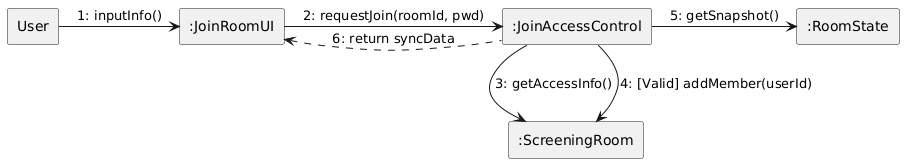 User
1: inputInfo()
:JoinRoomUI
2: requestJoin(roomId, pwd)
6: return syncData
:JoinAccessControl
5: getSnapshot()
:RoomState
3: getAccessInfo()
4: [Valid] addMember(userId)
:ScreeningRoom